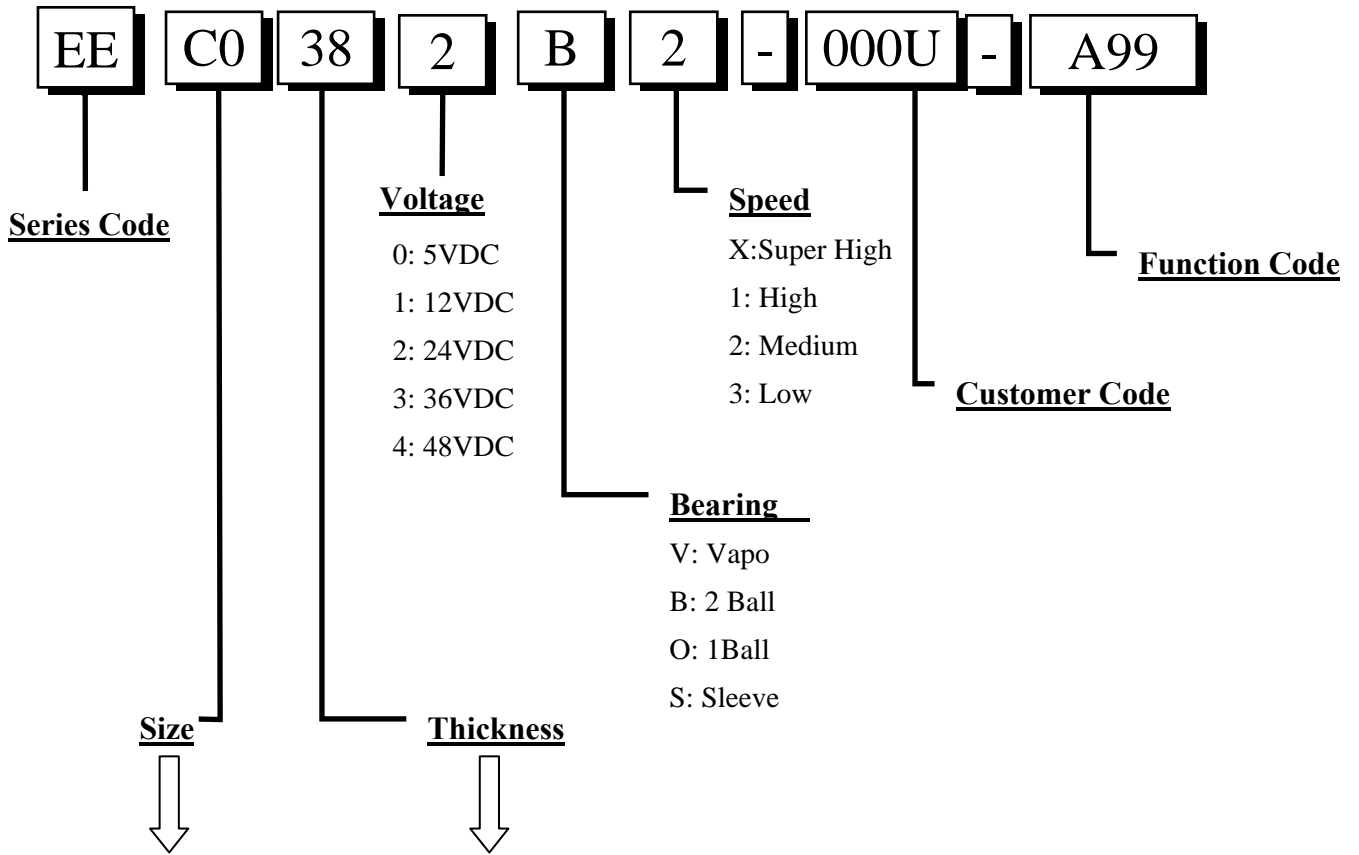 EE C0 38 2 B 2 - 000U - A99
Series Code
Voltage
0: 5VDC
1: 12VDC
2: 24VDC
3: 36VDC
4: 48VDC
Speed
X:Super High
1: High
2: Medium
3: Low
Function Code
Customer Code
Bearing
V: Vapo
B: 2 Ball
O: 1Ball
S: Sleeve
Size
Thickness